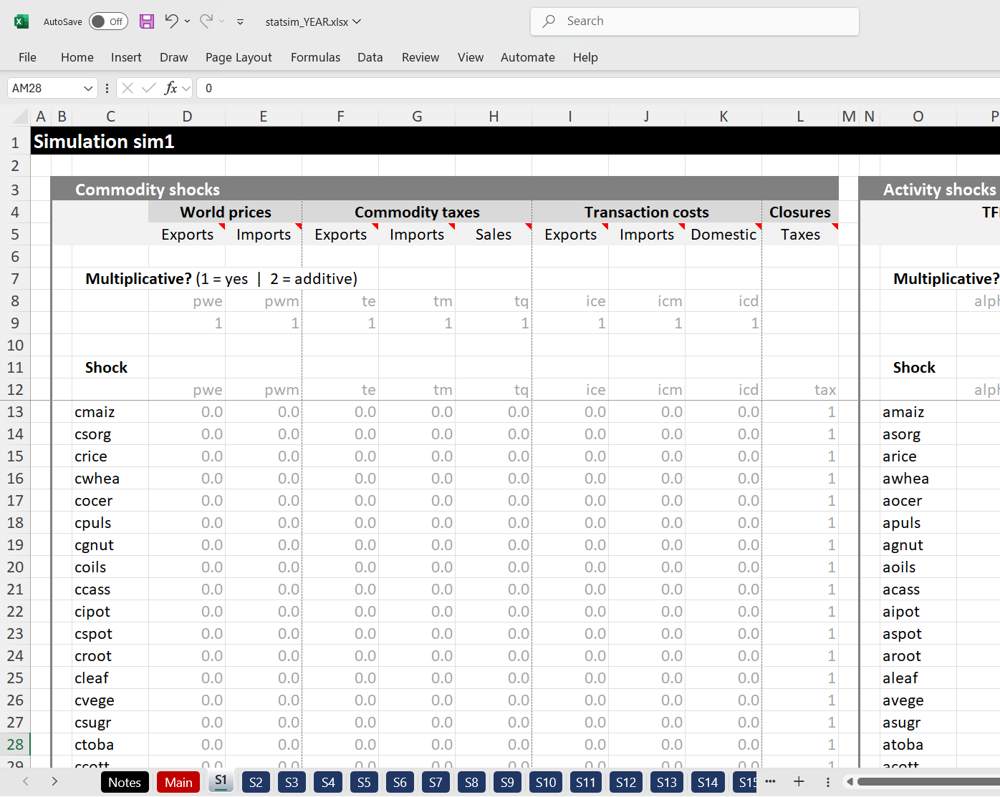 AutoSave Off statsim_YEAR.xlsx Search
File Home Insert Draw Page Layout Formulas Data Review View Automate Help
AM28 fx 0
A B C D E F G H I J K L M N O P
1 Simulation sim1
2
3 Commodity shocks Activity shocks
4 World prices Commodity taxes Transaction costs Closures
5 Exports Imports Exports Imports Sales Exports Imports Domestic Taxes
6
7 Multiplicative? (1 = yes | 2 = additive) Multiplicative?
8 pwe pwm te tm tq ice icm icd
9 1 1 1 1 1 1 1 1
10
11 Shock Shock
12 pwe pwm te tm tq ice icm icd tax
13 cmaiz 0.0 0.0 0.0 0.0 0.0 0.0 0.0 0.0 1 amaiz
14 csorg 0.0 0.0 0.0 0.0 0.0 0.0 0.0 0.0 1 asorg
15 crice 0.0 0.0 0.0 0.0 0.0 0.0 0.0 0.0 1 arice
16 cwhea 0.0 0.0 0.0 0.0 0.0 0.0 0.0 0.0 1 awhea
17 cocer 0.0 0.0 0.0 0.0 0.0 0.0 0.0 0.0 1 aocer
18 cpuls 0.0 0.0 0.0 0.0 0.0 0.0 0.0 0.0 1 apuls
19 cgnut 0.0 0.0 0.0 0.0 0.0 0.0 0.0 0.0 1 agnut
20 coils 0.0 0.0 0.0 0.0 0.0 0.0 0.0 0.0 1 aoils
21 ccass 0.0 0.0 0.0 0.0 0.0 0.0 0.0 0.0 1 acass
22 cipot 0.0 0.0 0.0 0.0 0.0 0.0 0.0 0.0 1 aipot
23 cspot 0.0 0.0 0.0 0.0 0.0 0.0 0.0 0.0 1 aspot
24 croot 0.0 0.0 0.0 0.0 0.0 0.0 0.0 0.0 1 aroot
25 cleaf 0.0 0.0 0.0 0.0 0.0 0.0 0.0 0.0 1 aleaf
26 cvege 0.0 0.0 0.0 0.0 0.0 0.0 0.0 0.0 1 avege
27 csugr 0.0 0.0 0.0 0.0 0.0 0.0 0.0 0.0 1 asugr
28 ctoba 0.0 0.0 0.0 0.0 0.0 0.0 0.0 0.0 1 atoba
29 ccott 0.0 0.0 0.0 0.0 0.0 0.0 0.0 0.0 1 acott
Notes Main S1 S2 S3 S4 S5 S6 S7 S8 S9 S10 S11 S12 S13 S14 S15